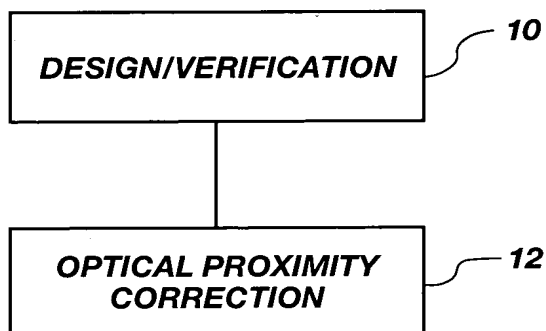 DESIGN/VERIFICATION
10
OPTICAL PROXIMITY
CORRECTION
12